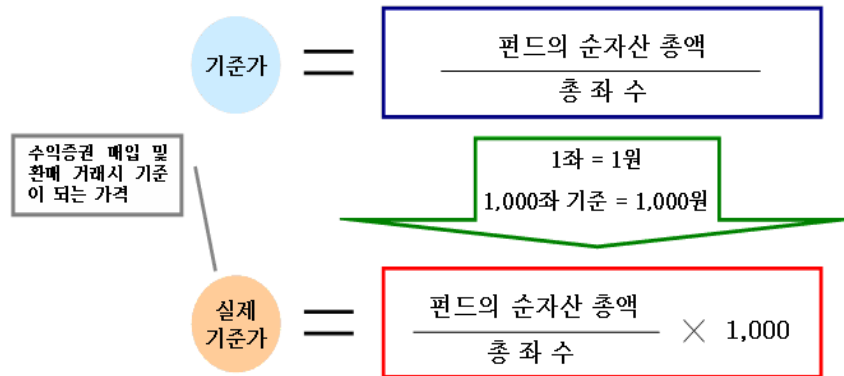 기준가
=
펀드의 순자산 총액
총 좌 수
수익증권 매입 및
환매 거래시 기준
이 되는 가격
1좌 = 1원
1,000좌 기준 = 1,000원
실제
기준가
=
펀드의 순자산 총액
총 좌 수
× 1,000